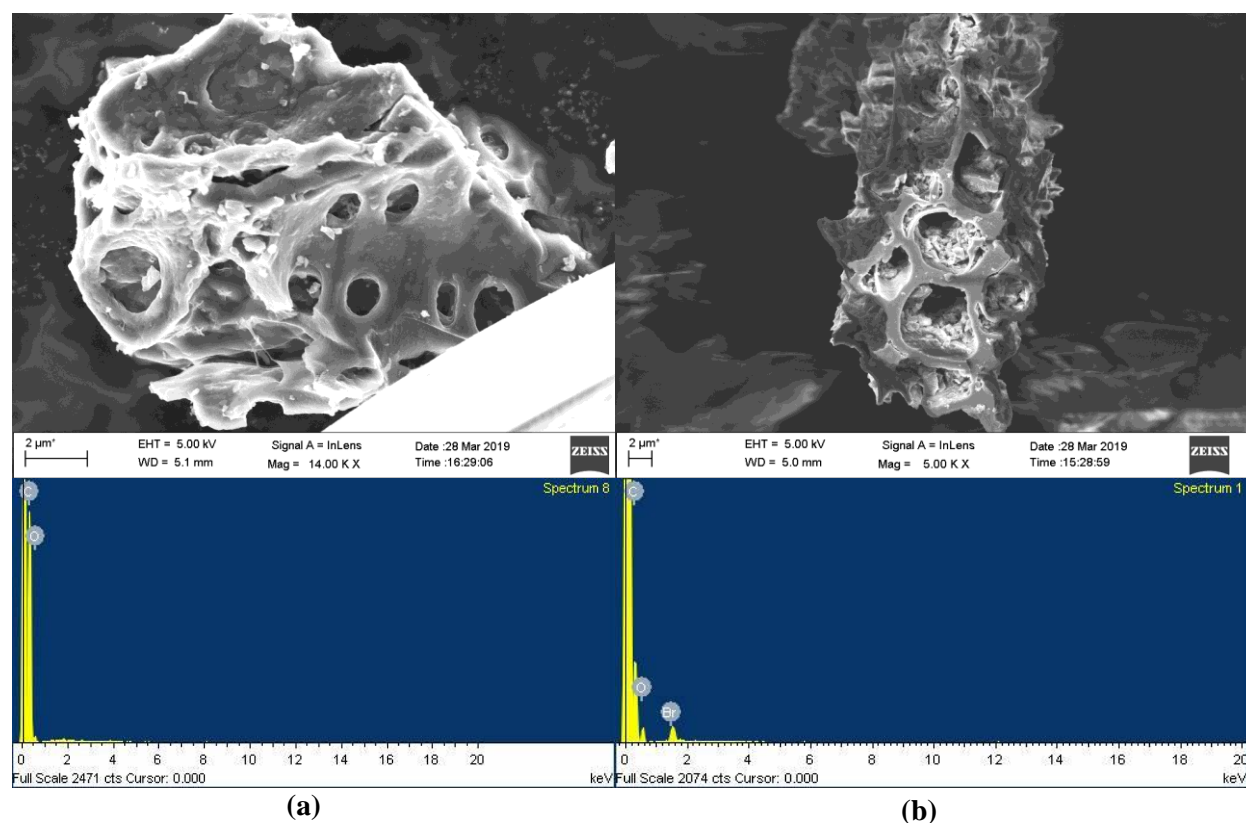 2 µm*
EHT = 5.00 kV
Signal A = InLens
Date :28 Mar 2019
ZEISS
WD = 5.1 mm
Mag = 14.00 K X
Time :16:29:06
2 µm*
EHT = 5.00 kV
Signal A = InLens
Date :28 Mar 2019
ZEISS
WD = 5.0 mm
Mag = 5.00 K X
Time :15:28:59
Spectrum 8
C
O
0 2 4 6 8 10 12 14 16 18 20
Full Scale 2471 cts Cursor: 0.000
keV
Spectrum 1
C
O
Br
0 2 4 6 8 10 12 14 16 18 20
Full Scale 2074 cts Cursor: 0.000
keV
(a)
(b)